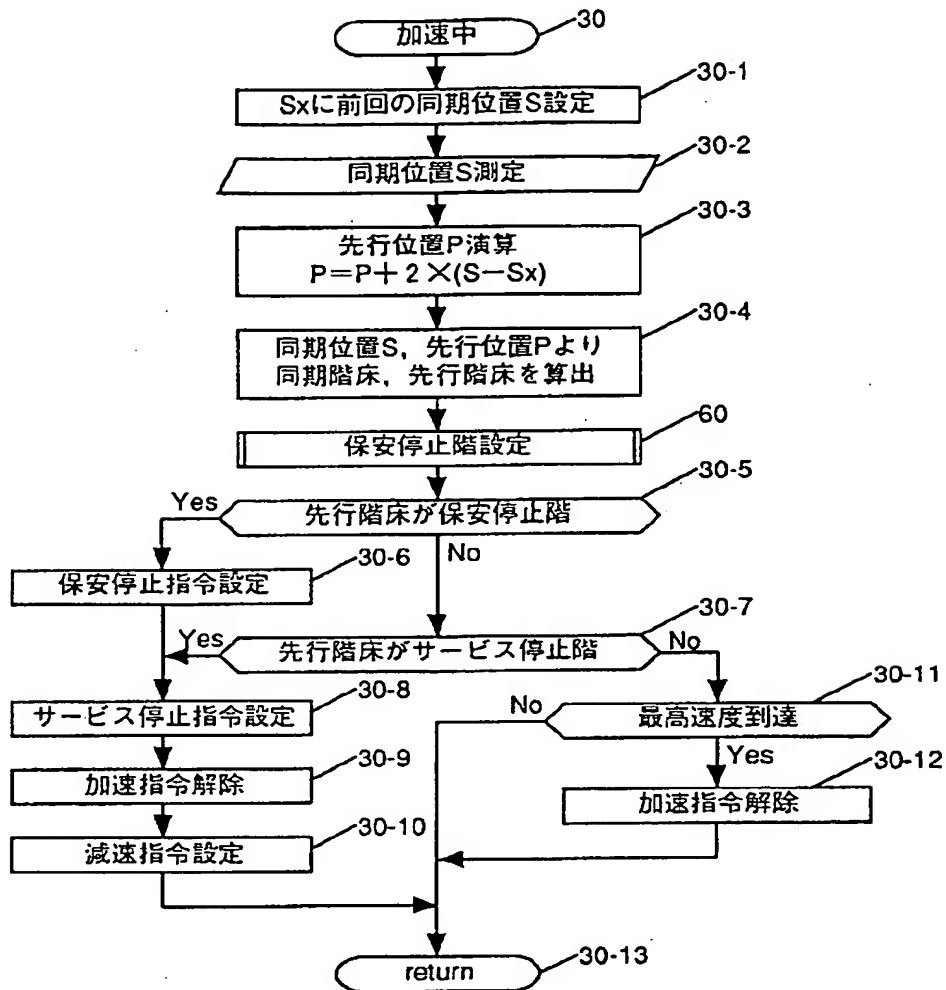 加速中
30
30-1
Sxに前回の同期位置S設定
30-2
同期位置S測定
30-3
先行位置P演算
P=P+2×(S-Sx)
30-4
同期位置S,先行位置Pより
同期階床,先行階床を算出
60
保安停止階設定
30-5
Yes
先行階床が保安停止階
No
30-6
保安停止指令設定
30-7
Yes
先行階床がサービス停止階
No
30-8
サービス停止指令設定
30-11
No
最高速度到達
Yes
30-9
加速指令解除
30-12
加速指令解除
30-10
減速指令設定
return
30-13